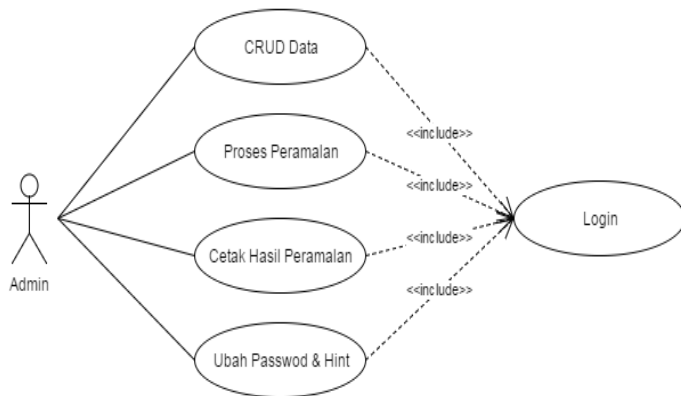 CRUD Data
<<include>>
Proses Peramalan
<<include>>
Login
<<include>>
Cetak Hasil Peramalan
Admin
<<include>>
Ubah Passwod & Hint